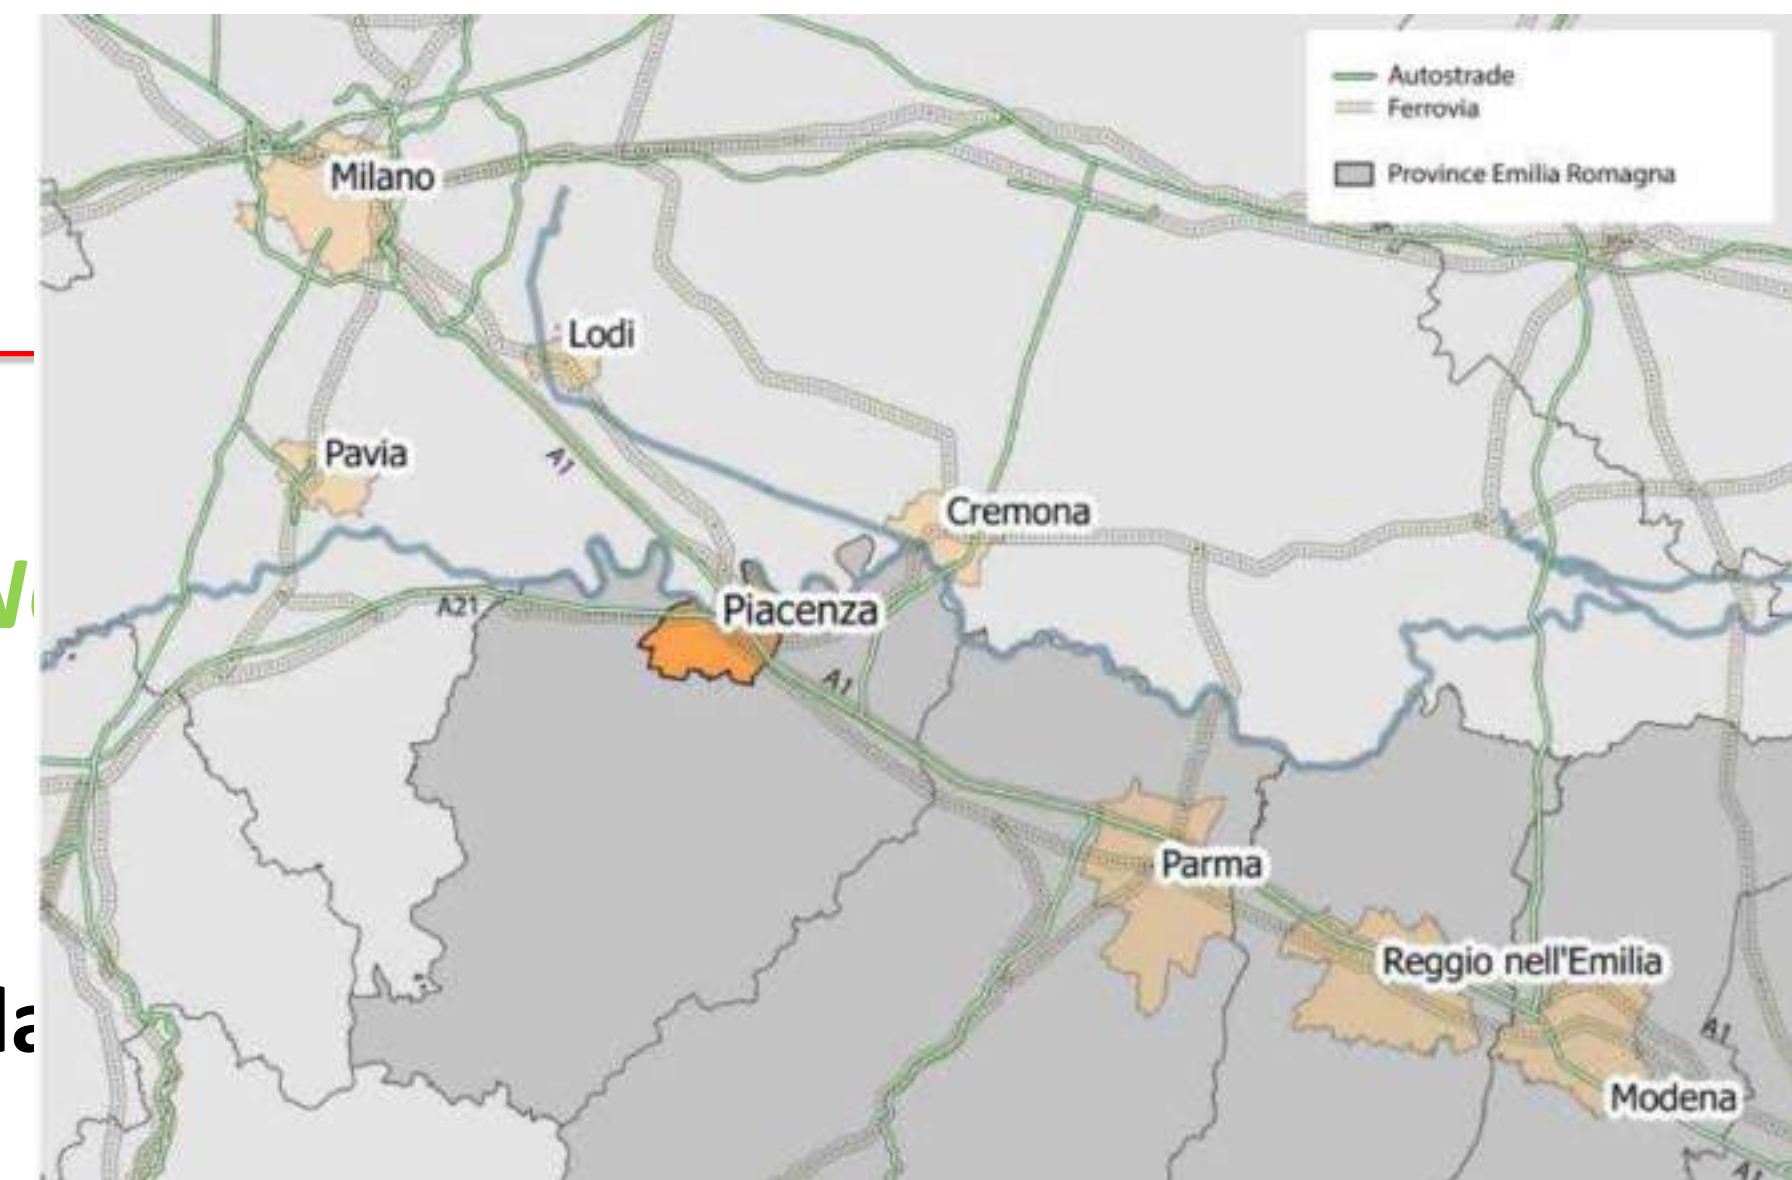 Autostrade
Ferrovia
Province Emilia Romagna
Milano
Lodi
Pavia
A1
Cremona
A21
Piacenza
A1
Parma
Reggio nell'Emilia
A1
Modena
A1